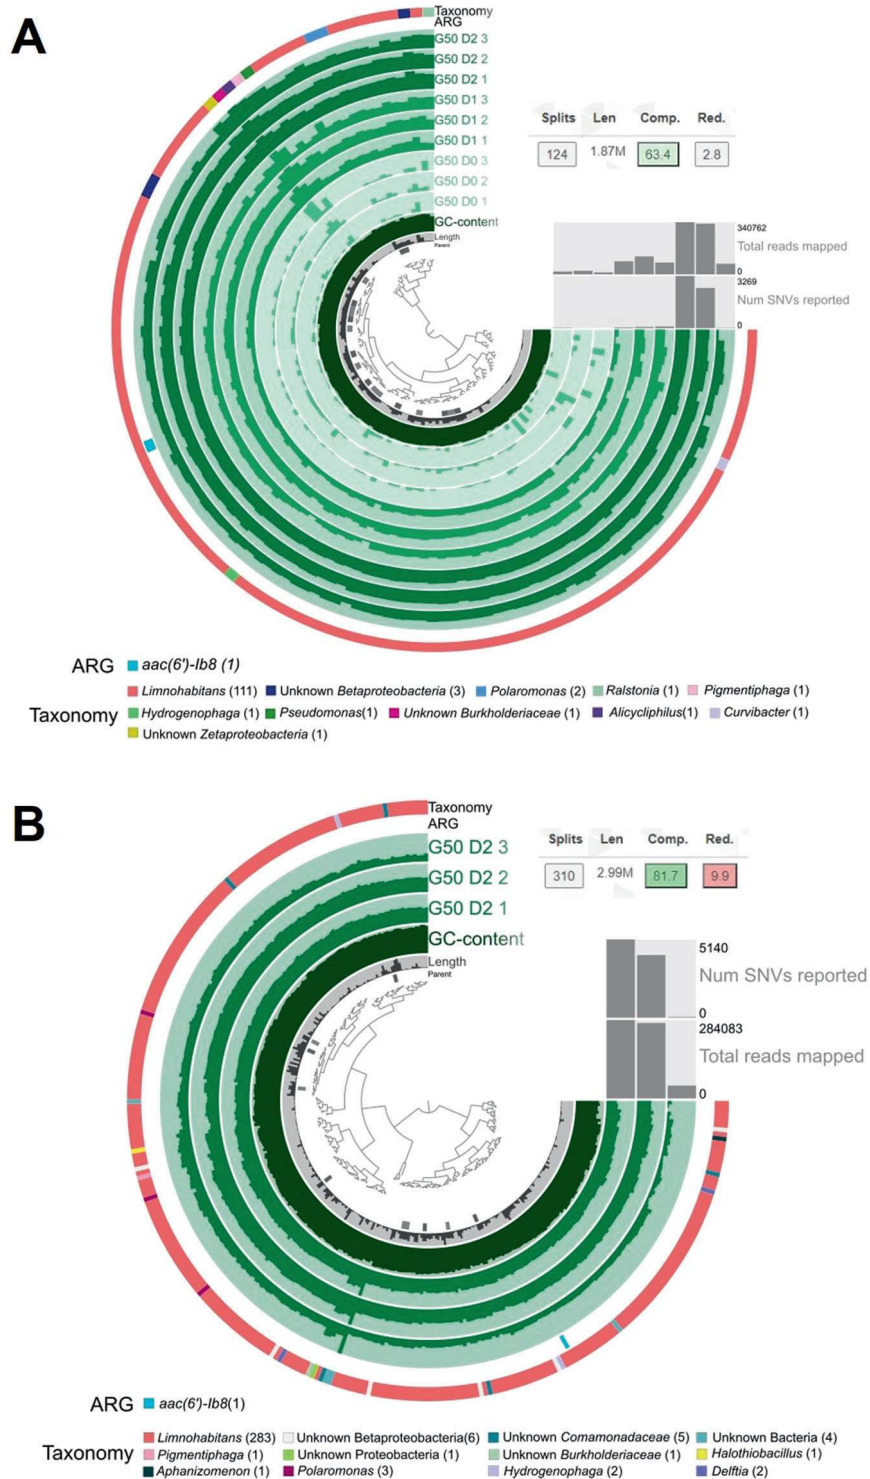 A
Taxonomy
ARG
G50 D2 3
G50 D2 2
G50 D2 1
G50 D1 3
G50 D1 2
G50 D1 1
G50 D0 3
G50 D0 2
G50 D0 1
GC-content
Length
Parent
Splits Len Comp. Red.
124 1.87M 63.4 2.8
340762
Total reads mapped
0
3269
Num SNVs reported
0
ARG aac(6')-Ib8 (1)
Limnohabitans (111) Unknown Betaproteobacteria (3) Polaromonas (2) Ralstonia (1) Pigmentiphaga (1)
Taxonomy Hydrogenophaga (1) Pseudomonas(1) Unknown Burkholderiaceae (1) Alicycliphilus(1) Curvibacter (1)
Unknown Zetaproteobacteria (1)
B
Taxonomy
ARG
G50 D2 3
G50 D2 2
G50 D2 1
GC-content
Length
Parent
Splits Len Comp. Red.
310 2.99M 81.7 9.9
5140
Num SNVs reported
0
284083
Total reads mapped
0
ARG aac(6')-Ib8(1)
Limnohabitans (283) Unknown Betaproteobacteria(6) Unknown Comamonadaceae (5) Unknown Bacteria (4)
Taxonomy Pigmentiphaga (1) Unknown Proteobacteria (1) Unknown Burkholderiaceae (1) Halothiobacillus (1)
Aphanizomenon (1) Polaromonas (3) Hydrogenophaga (2) Delftia (2)